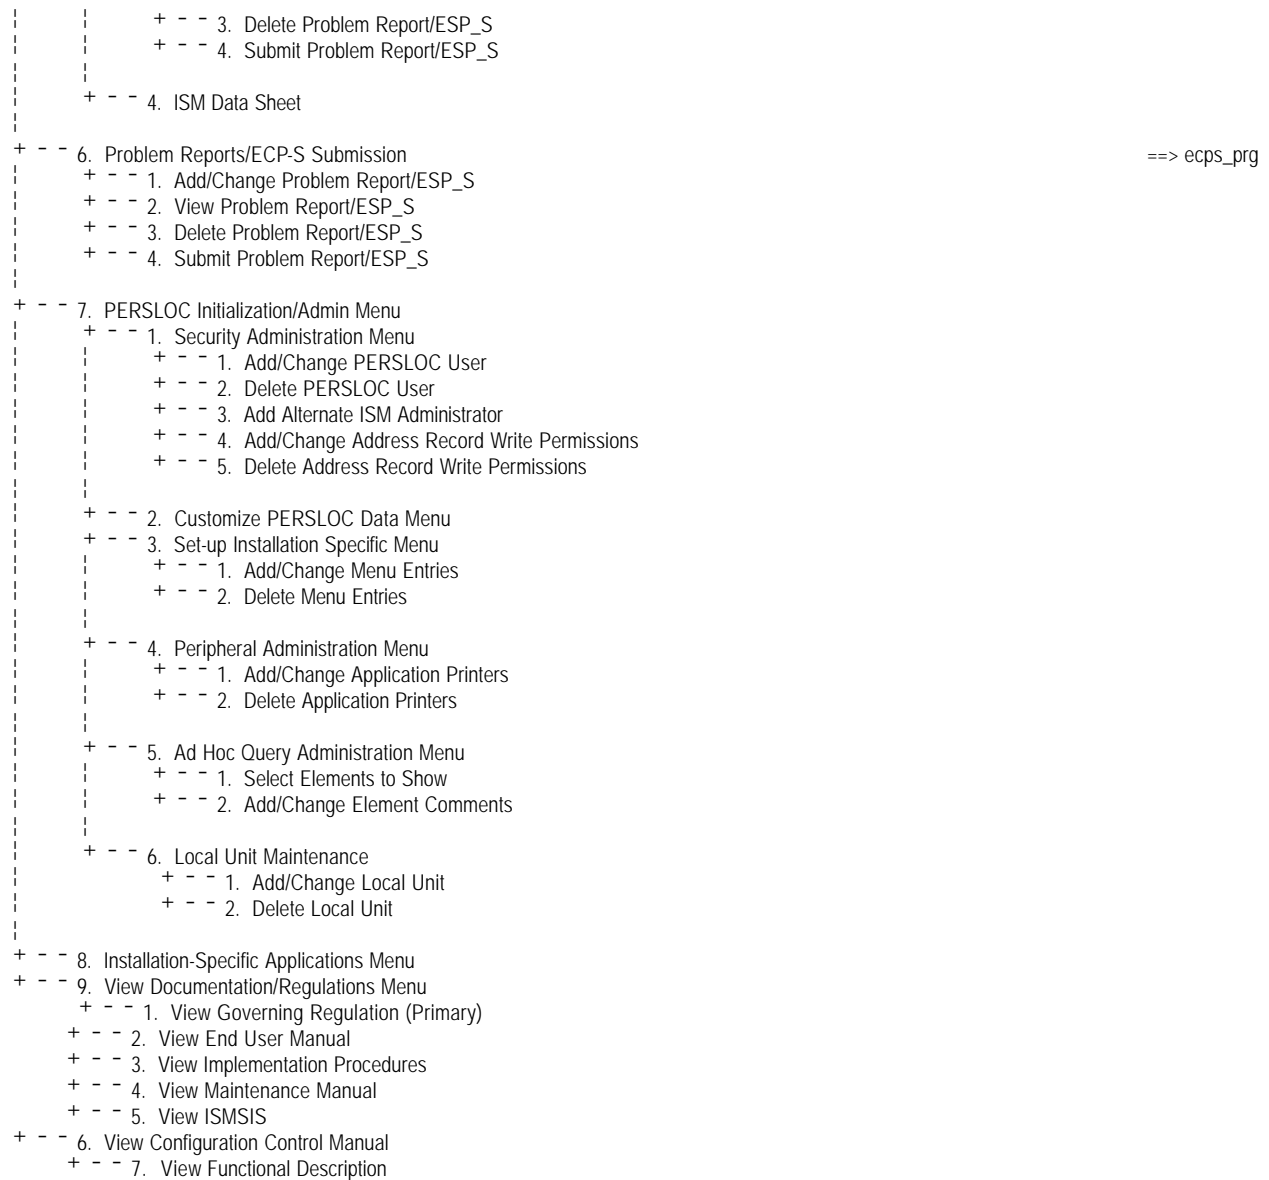 + - - 3. Delete Problem Report/ESP_S
+ - - 4. Submit Problem Report/ESP_S
+ - - 4. ISM Data Sheet
+ - - 6. Problem Reports/ECP-S Submission ==> ecps_prg
+ - - 1. Add/Change Problem Report/ESP_S
+ - - 2. View Problem Report/ESP_S
+ - - 3. Delete Problem Report/ESP_S
+ - - 4. Submit Problem Report/ESP_S
+ - - 7. PERSLOC Initialization/Admin Menu
+ - - 1. Security Administration Menu
+ - - 1. Add/Change PERSLOC User
+ - - 2. Delete PERSLOC User
+ - - 3. Add Alternate ISM Administrator
+ - - 4. Add/Change Address Record Write Permissions
+ - - 5. Delete Address Record Write Permissions
+ - - 2. Customize PERSLOC Data Menu
+ - - 3. Set-up Installation Specific Menu
+ - - 1. Add/Change Menu Entries
+ - - 2. Delete Menu Entries
+ - - 4. Peripheral Administration Menu
+ - - 1. Add/Change Application Printers
+ - - 2. Delete Application Printers
+ - - 5. Ad Hoc Query Administration Menu
+ - - 1. Select Elements to Show
+ - - 2. Add/Change Element Comments
+ - - 6. Local Unit Maintenance
+ - - 1. Add/Change Local Unit
+ - - 2. Delete Local Unit
+ - - 8. Installation-Specific Applications Menu
+ - - 9. View Documentation/Regulations Menu
+ - - 1. View Governing Regulation (Primary)
+ - - 2. View End User Manual
+ - - 3. View Implementation Procedures
+ - - 4. View Maintenance Manual
+ - - 5. View ISMSIS
+ - - 6. View Configuration Control Manual
+ - - 7. View Functional Description